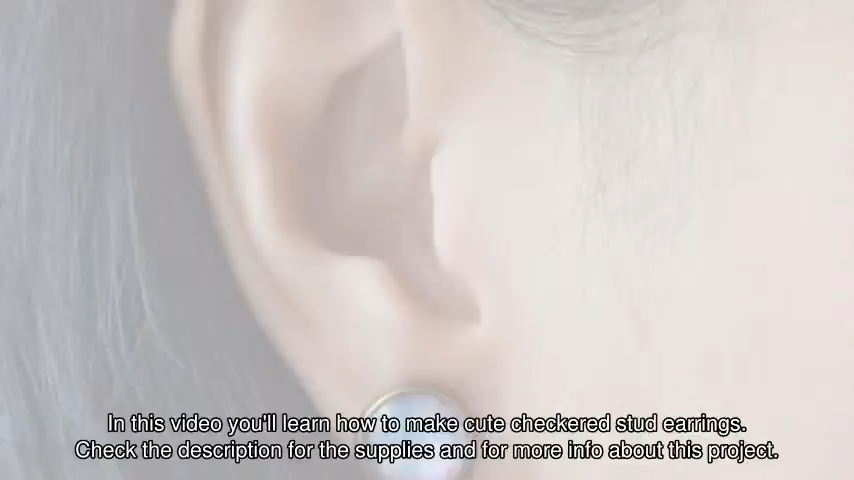 In this video you'll learn how to make cute checkered stud earrings.
Check the description for the supplies and for more info about this project.